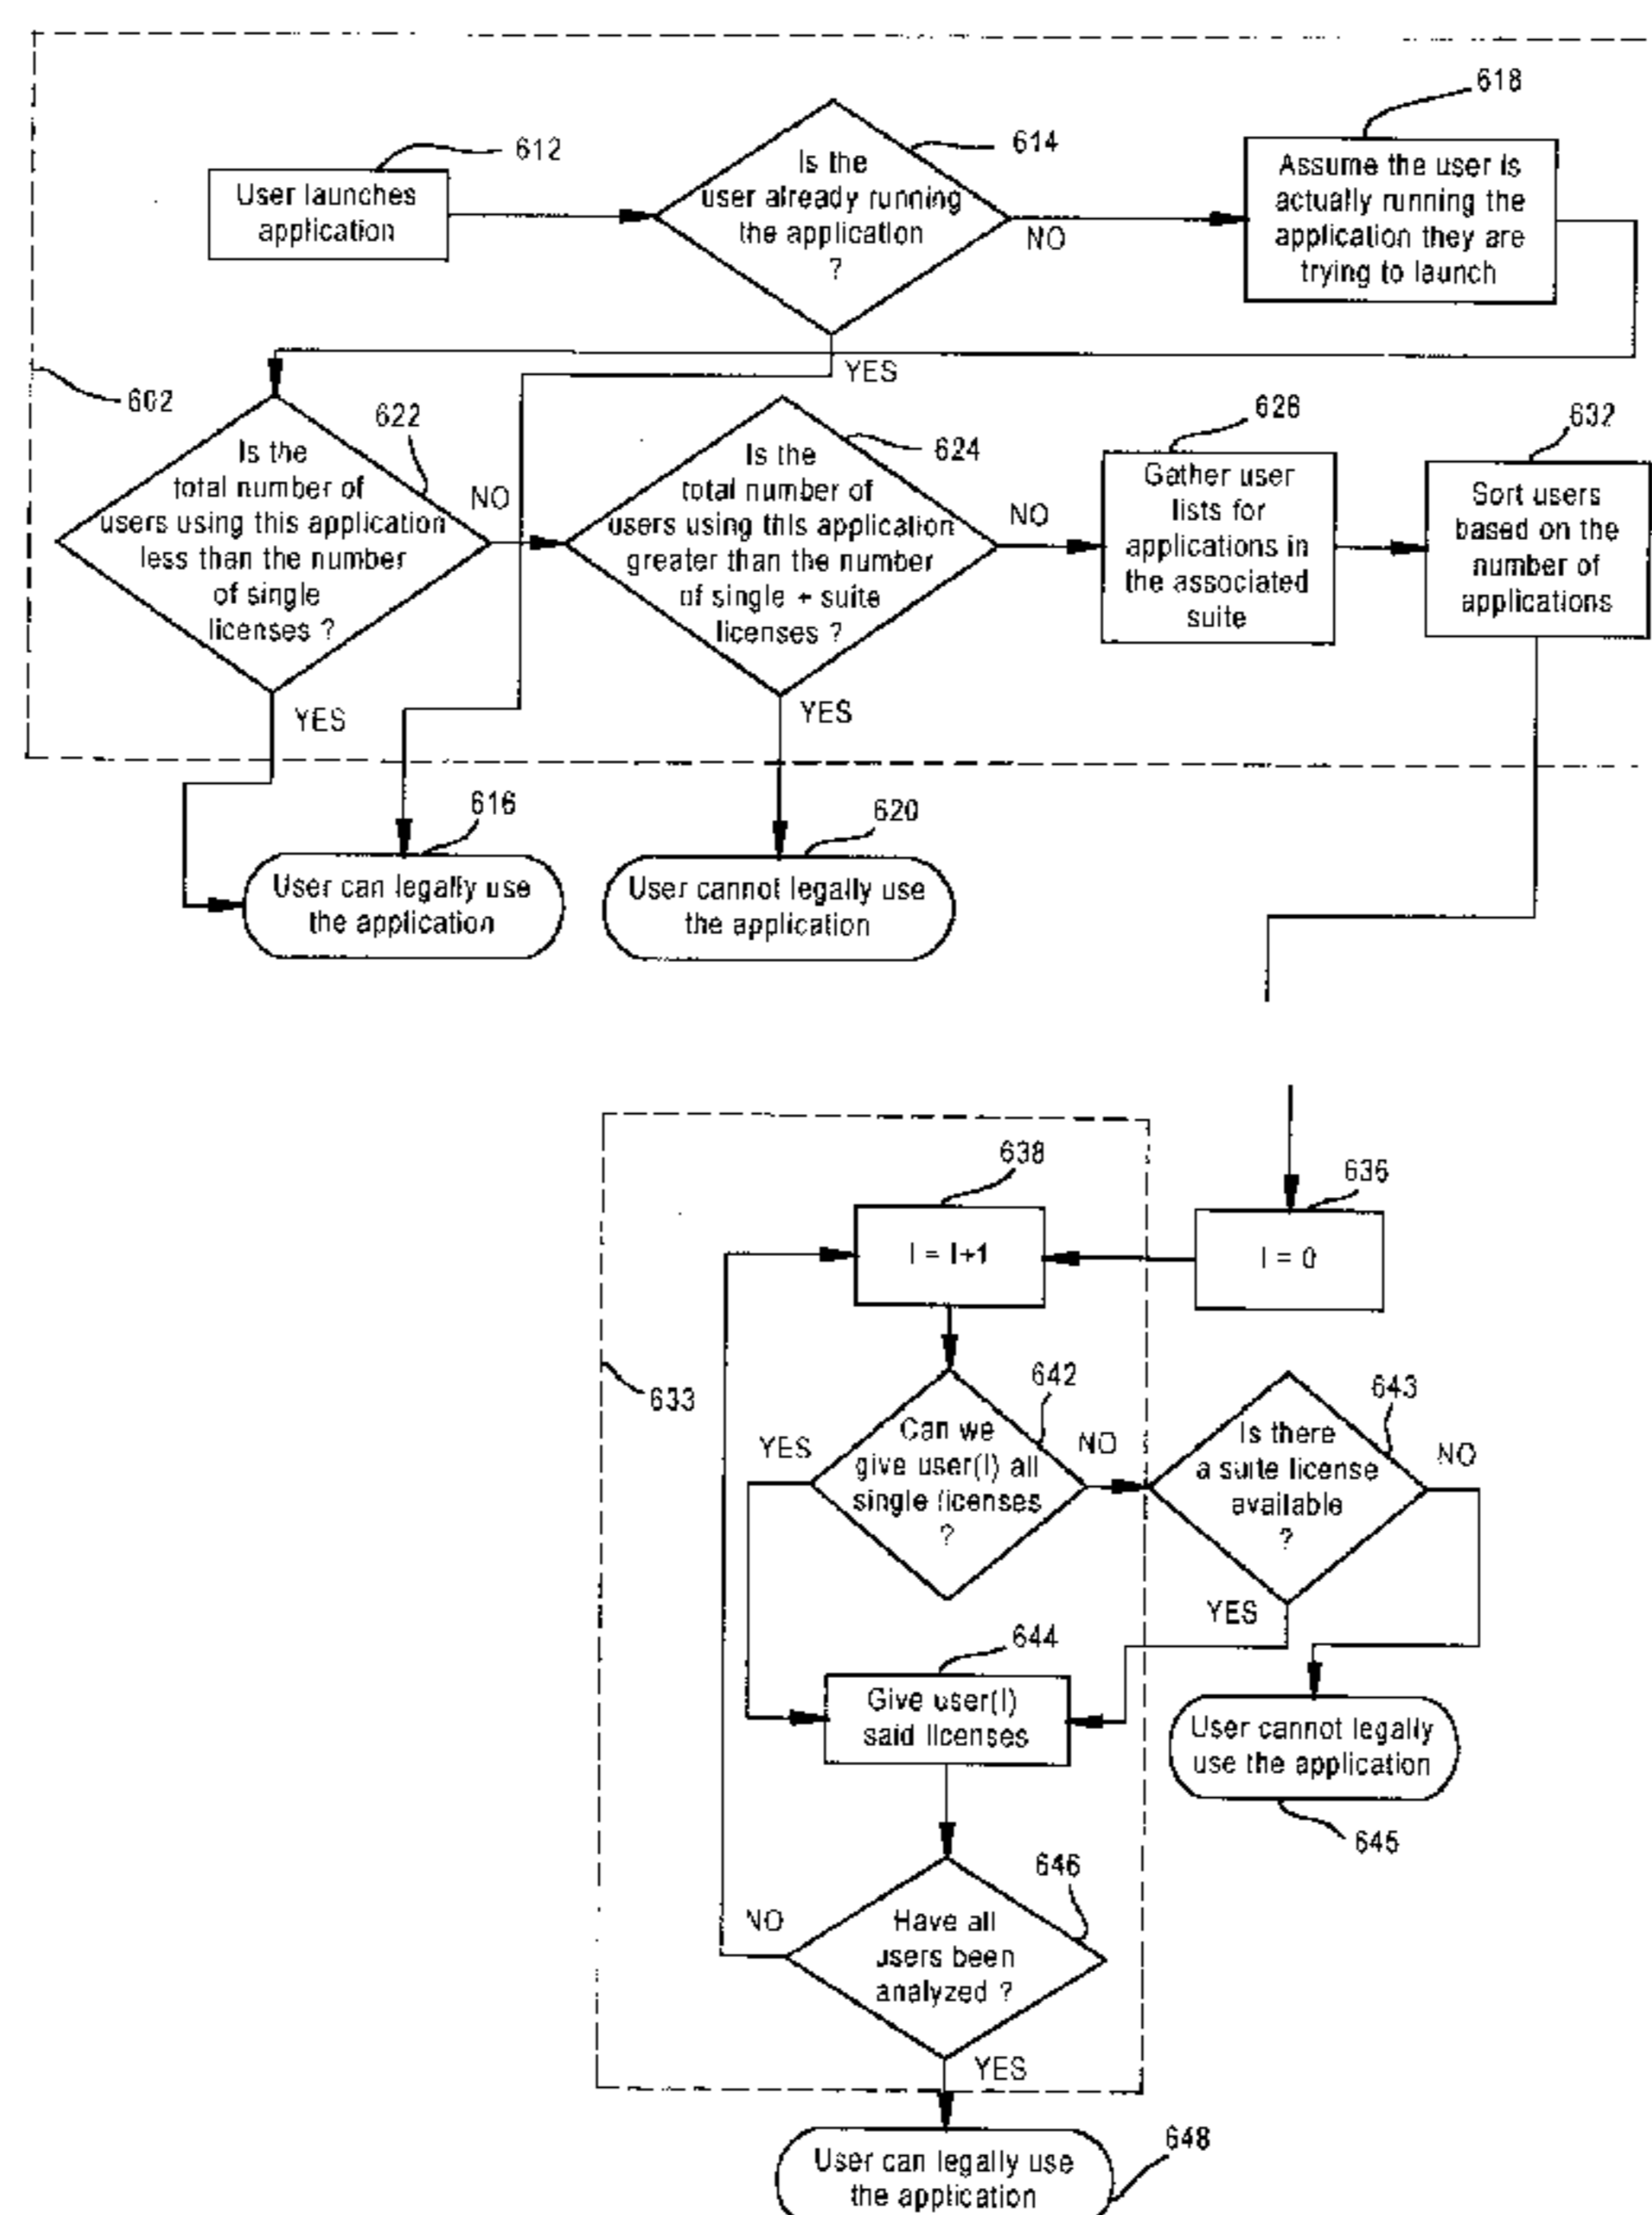 618
612
614
User launches
application
Is the
user already running
the application
?
NO
Assume the user is
actually running the
application they are
trying to launch
YES
602
622
624
628
632
Is the
total number of
users using this application
less than the number
of single
licenses ?
NO
Is the
total number of
users using this application
greater than the number
of single + suite
licenses ?
NO
Gather user
lists for
applications in
the associated
suite
Sort users
based on the
number of
applications
YES
YES
616
620
User can legally use
the application
User cannot legally use
the application
638
636
I = I+1
I = 0
633
642
643
YES
Can we
give user(I) all
single licenses
?
NO
Is there
a suite license
available
?
NO
YES
644
Give user(I)
said licenses
User cannot legally
use the application
645
646
NO
Have all
users been
analyzed ?
YES
648
User can legally use
the application